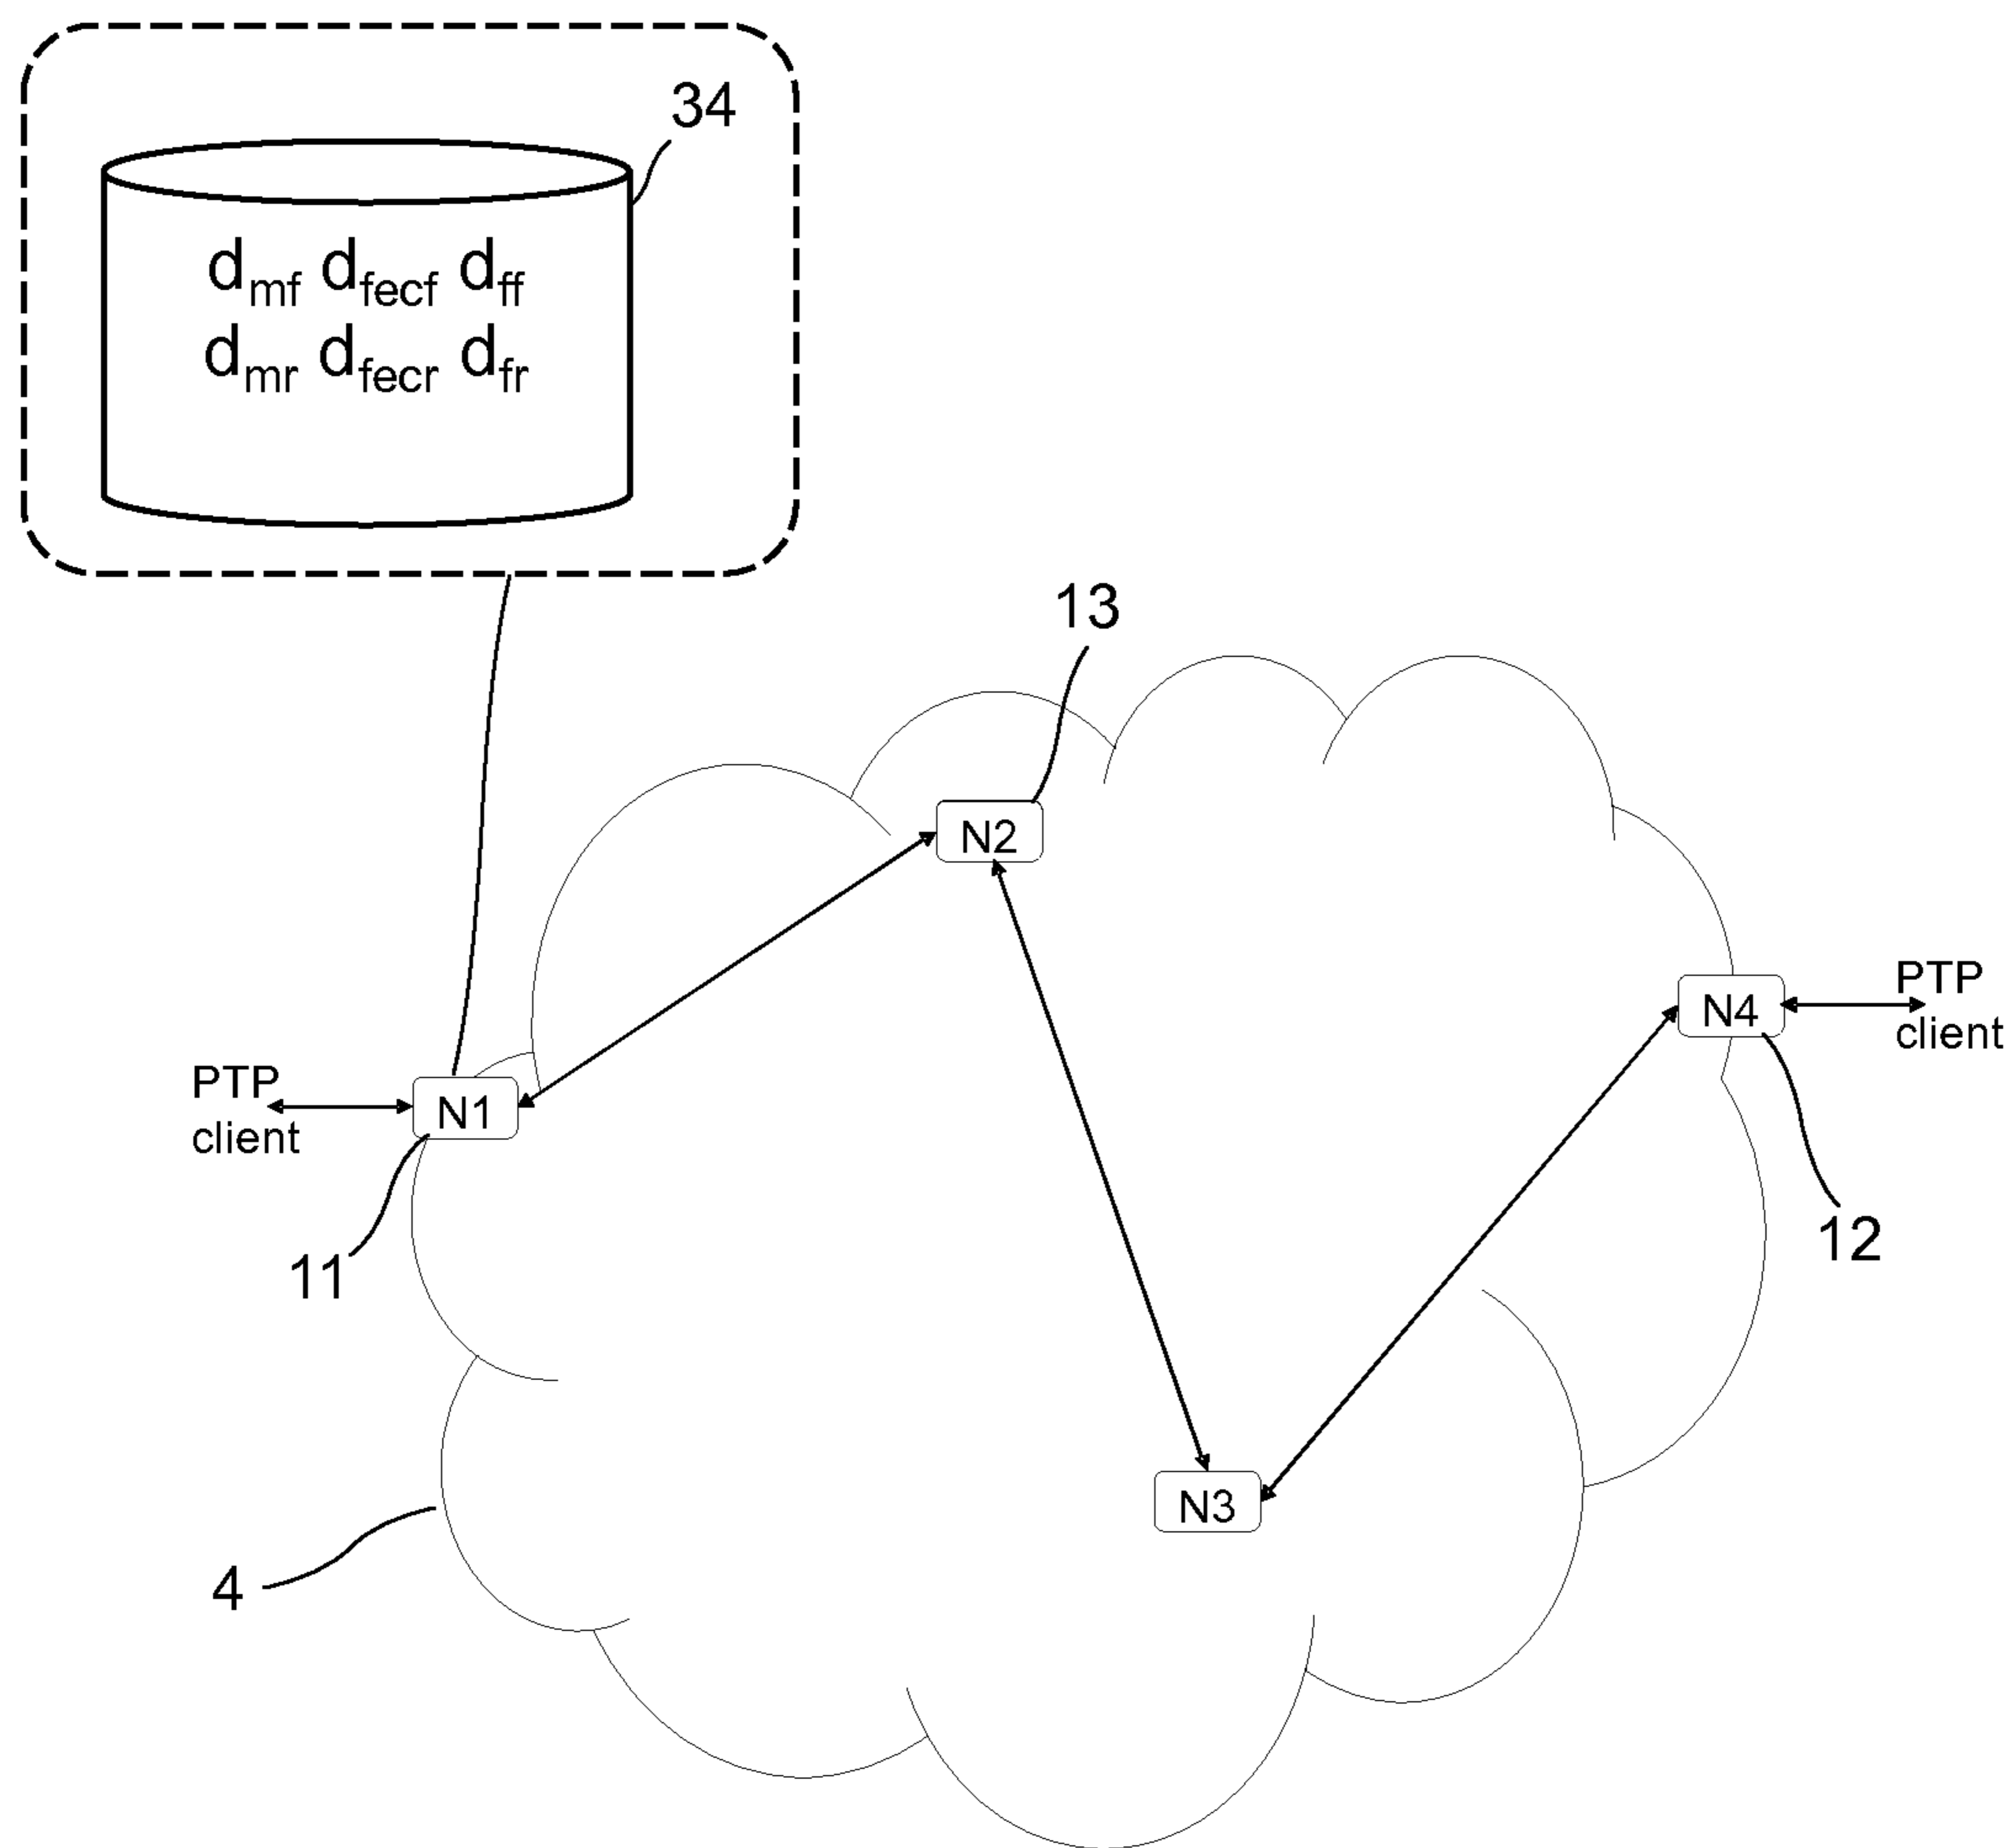 34
dmf dfecf dff
dmr dfecr dfr
13
N2
PTP
client
N4
PTP
client
N1
12
11
N3
4